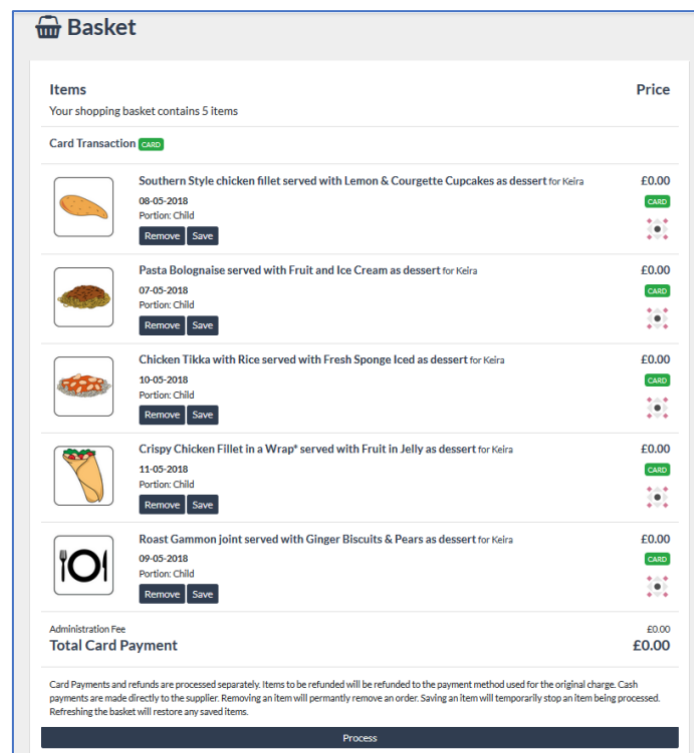 Basket
Items Price
Your shopping basket contains 5 items
Card Transaction CARD
Southern Style chicken fillet served with Lemon & Courgette Cupcakes as dessert for Keira £0.00
08-05-2018 CARD
Portion: Child
Remove Save
Pasta Bolognaise served with Fruit and Ice Cream as dessert for Keira £0.00
07-05-2018 CARD
Portion: Child
Remove Save
Chicken Tikka with Rice served with Fresh Sponge Iced as dessert for Keira £0.00
10-05-2018 CARD
Portion: Child
Remove Save
Crispy Chicken Fillet in a Wrap* served with Fruit in Jelly as dessert for Keira £0.00
11-05-2018 CARD
Portion: Child
Remove Save
Roast Gammon joint served with Ginger Biscuits & Pears as dessert for Keira £0.00
09-05-2018 CARD
Portion: Child
Remove Save
Administration Fee £0.00
Total Card Payment £0.00
Card Payments and refunds are processed separately. Items to be refunded will be refunded to the payment method used for the original charge. Cash
payments are made directly to the supplier. Removing an item will permantly remove an order. Saving an item will temporarily stop an item being processed.
Refreshing the basket will restore any saved items.
Process